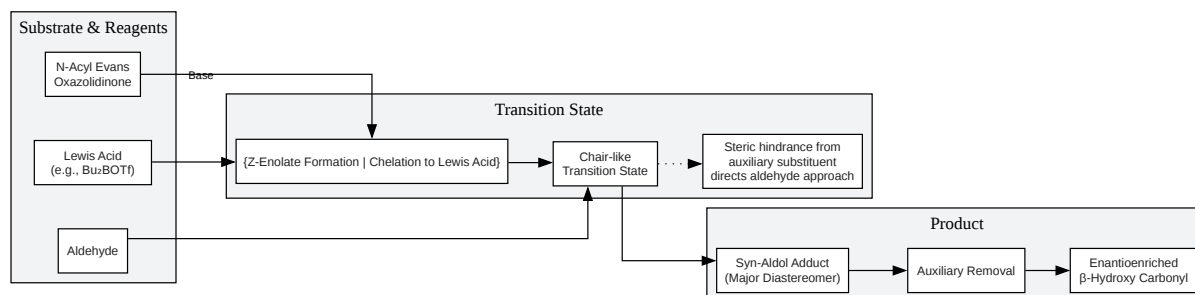 Substrate & Reagents
N-Acyl Evans
Oxazolidinone
Base
Lewis Acid
(e.g., Bu₂BOTf)
Aldehyde
Transition State
{Z-Enolate Formation | Chelation to Lewis Acid}
Chair-like
Transition State
Steric hindrance from
auxiliary substituent
directs aldehyde approach
Product
Syn-Aldol Adduct
(Major Diastereomer)
Auxiliary Removal
Enantioenriched
β-Hydroxy Carbonyl